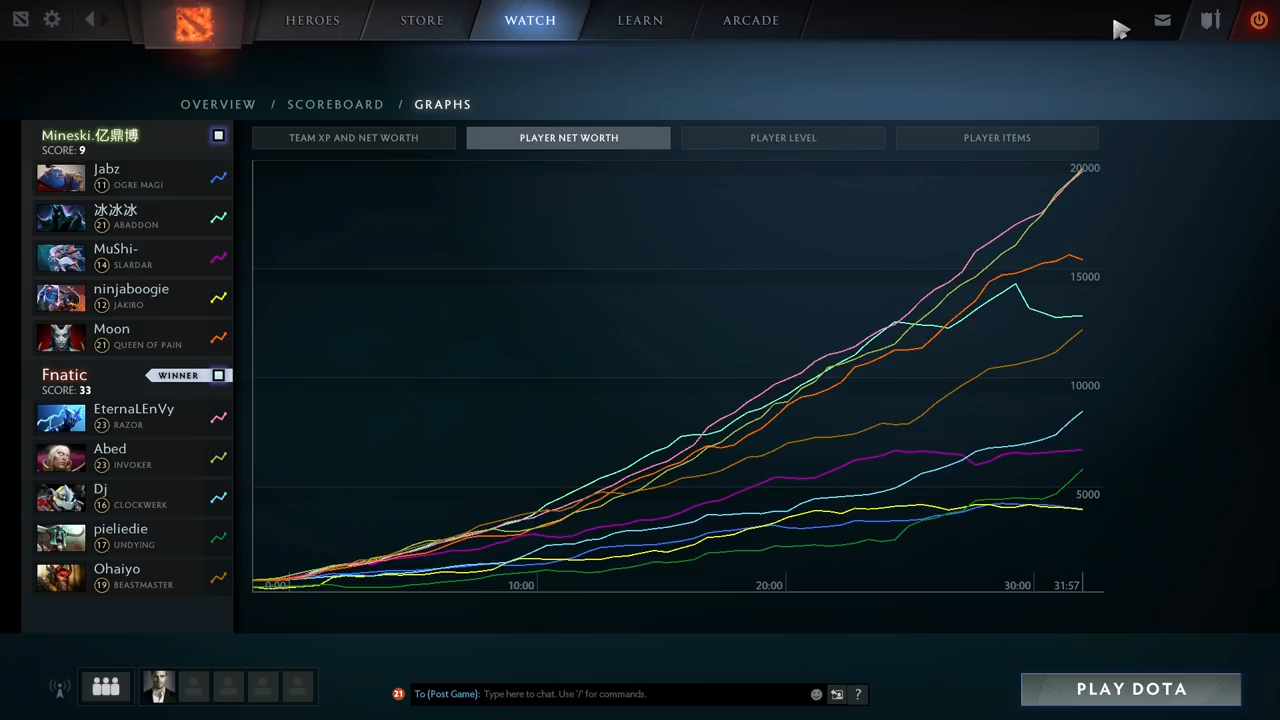 HEROES
STORE
WATCH
LEARN
ARCADE
OVERVIEW / SCOREBOARD / GRAPHS
Mineski.亿鼎博
SCORE: 9
Jabz
11 OGRE MAGI
冰冰冰
21 ABADDON
MuShi-
14 SLARDAR
ninjaboogie
12 JAKIRO
Moon
21 QUEEN OF PAIN
Fnatic
WINNER
SCORE: 33
EternaLEnVy
23 RAZOR
Abed
23 INVOKER
Dj
16 CLOCKWERK
pieliedie
17 UNDYING
Ohaiyo
19 BEASTMASTER
TEAM XP AND NET WORTH
PLAYER NET WORTH
PLAYER LEVEL
PLAYER ITEMS
20000
15000
10000
5000
0:00
10:00
20:00
30:00
31:57
21
To (Post Game): Type here to chat. Use '/' for commands.
?
PLAY DOTA